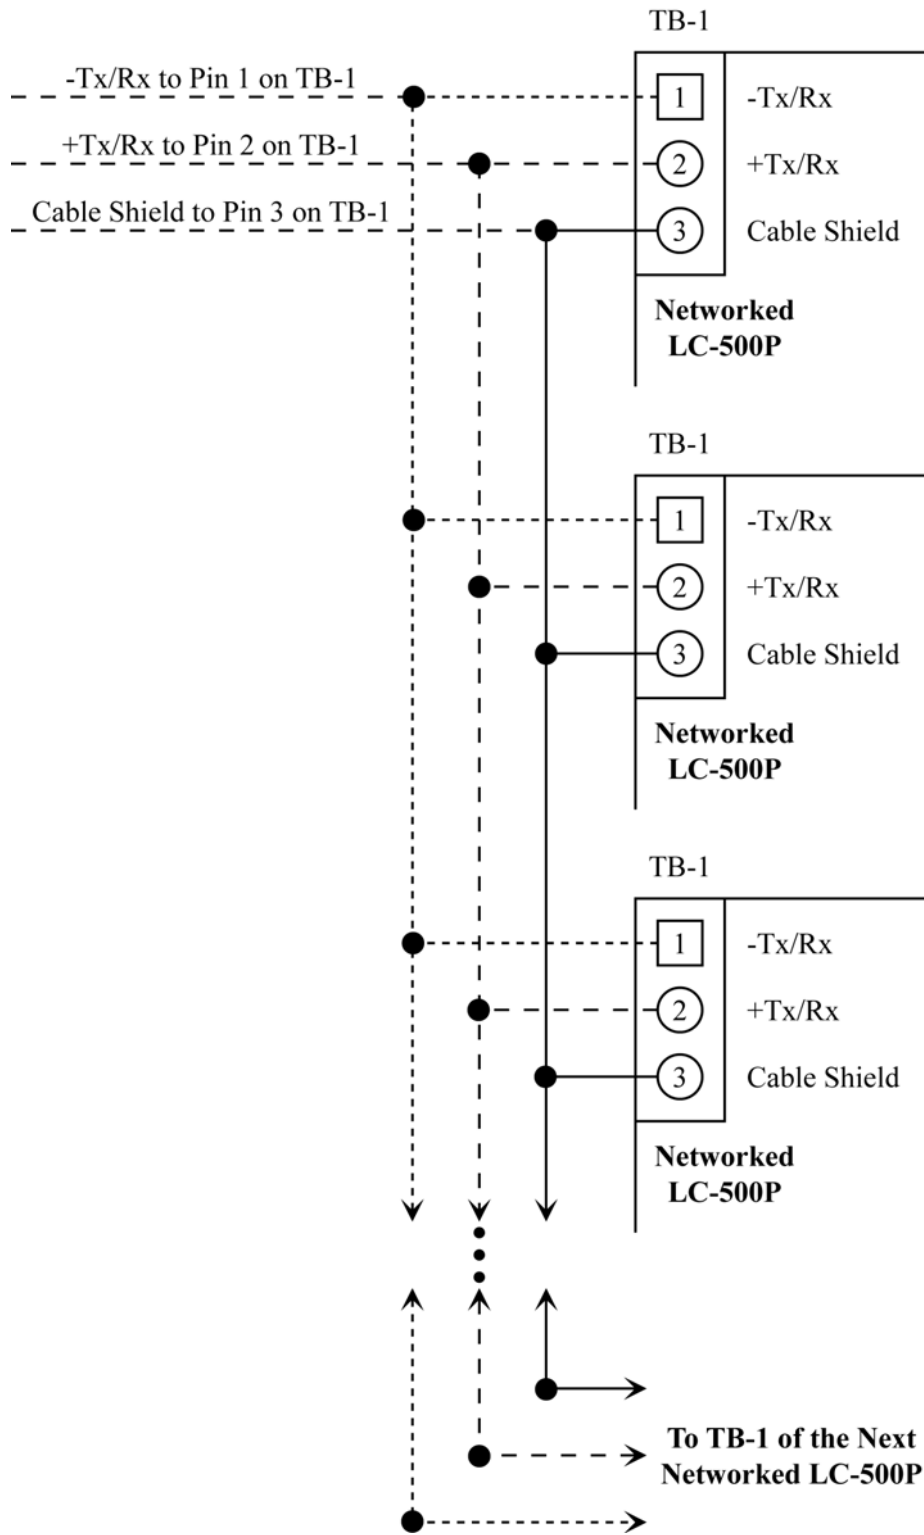 TB-1
-Tx/Rx to Pin 1 on TB-1
1 -Tx/Rx
+Tx/Rx to Pin 2 on TB-1
2 +Tx/Rx
Cable Shield to Pin 3 on TB-1
3 Cable Shield
Networked
LC-500P
TB-1
1 -Tx/Rx
2 +Tx/Rx
3 Cable Shield
Networked
LC-500P
TB-1
1 -Tx/Rx
2 +Tx/Rx
3 Cable Shield
Networked
LC-500P
To TB-1 of the Next
Networked LC-500P